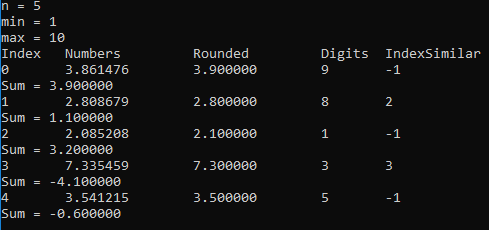 n = 5
min = 1
max = 10
Index Numbers Rounded Digits IndexSimilar
0 3.861476 3.900000 9 -1
Sum = 3.900000
1 2.808679 2.800000 8 2
Sum = 1.100000
2 2.085208 2.100000 1 -1
Sum = 3.200000
3 7.335459 7.300000 3 3
Sum = -4.100000
4 3.541215 3.500000 5 -1
Sum = -0.600000